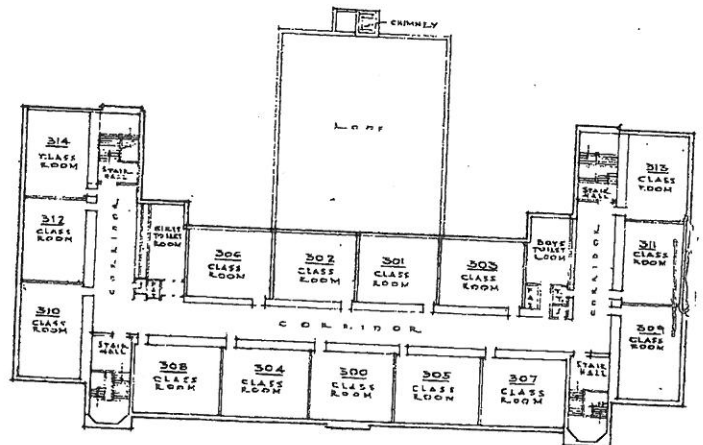 CHIMNEY
ROOF
314
CLASS
ROOM
STAIR
HALL
312
CLASS
ROOM
310
CLASS
ROOM
CORRIDOR
GIRLS
TOILET
ROOM
306
CLASS
ROOM
302
CLASS
ROOM
301
CLASS
ROOM
303
CLASS
ROOM
BOYS
TOILET
ROOM
STAIR
HALL
313
CLASS
ROOM
311
CLASS
ROOM
309
CLASS
ROOM
CORRIDOR
CORRIDOR
STAIR
HALL
308
CLASS
ROOM
304
CLASS
ROOM
300
CLASS
ROOM
305
CLASS
ROOM
307
CLASS
ROOM
STAIR
HALL